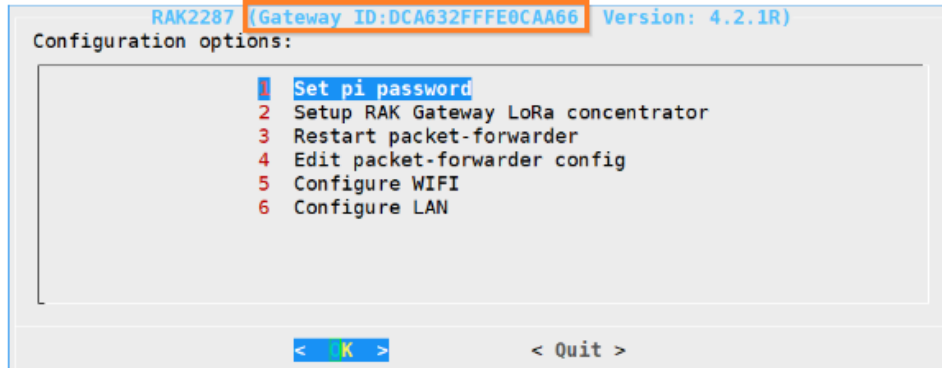 RAK2287 (Gateway ID:DCA632FFFE0CAA66 Version: 4.2.1R)
Configuration options:
1 Set pi password
2 Setup RAK Gateway LoRa concentrator
3 Restart packet-forwarder
4 Edit packet-forwarder config
5 Configure WIFI
6 Configure LAN
< OK > < Quit >